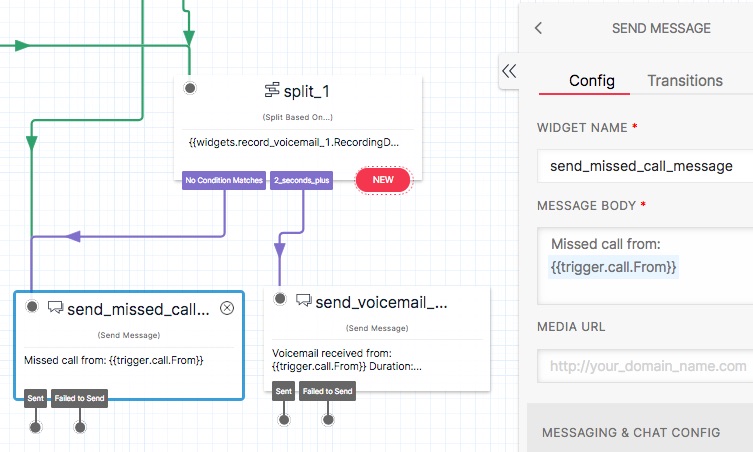 SEND MESSAGE
Config
Transitions
WIDGET NAME *
send_missed_call_message
MESSAGE BODY *
Missed call from:
{{trigger.call.From}}
MEDIA URL
http://your_domain_name.com
MESSAGING & CHAT CONFIG
split_1
(Split Based On...)
{{widgets.record_voicemail_1.RecordingD...
No Condition Matches
2_seconds_plus
NEW
send_missed_call...
(Send Message)
Missed call from: {{trigger.call.From}}
Sent
Failed to Send
send_voicemail_...
(Send Message)
Voicemail received from:
{{trigger.call.From}} Duration:...
Sent
Failed to Send